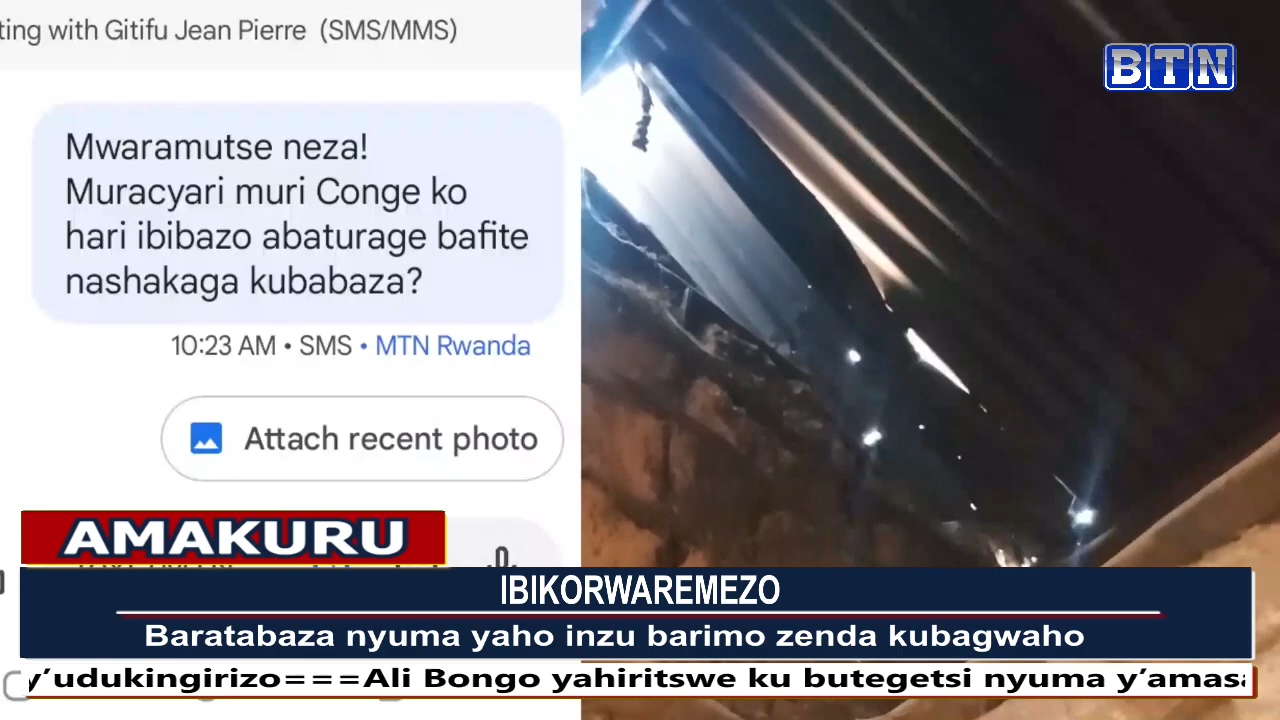 ting with Gitifu Jean Pierre (SMS/MMS)
BTN
Mwaramutse neza!
Muracyari muri Conge ko
hari ibibazo abaturage bafite
nashakaga kubabaza?
10:23 AM • SMS • MTN Rwanda
Attach recent photo
AMAKURU
IBIKORWAREMEZO
Baratabaza nyuma yaho inzu barimo zenda kubagwaho
y’udukingirizo===Ali Bongo yahiritswe ku butegetsi nyuma y’amasa